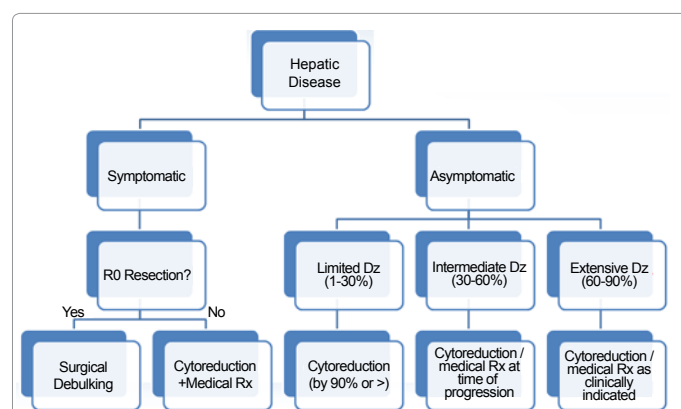 Hepatic
Disease
Symptomatic
Asymptomatic
R0 Resection?
Limited Dz
(1-30%)
Intermediate Dz
(30-60%)
Extensive Dz
(60-90%)
Yes
No
Surgical
Debulking
Cytoreduction
+Medical Rx
Cytoreduction
(by 90% or >)
Cytoreduction /
medical Rx at
time of
progression
Cytoreduction /
medical Rx as
clinically
indicated